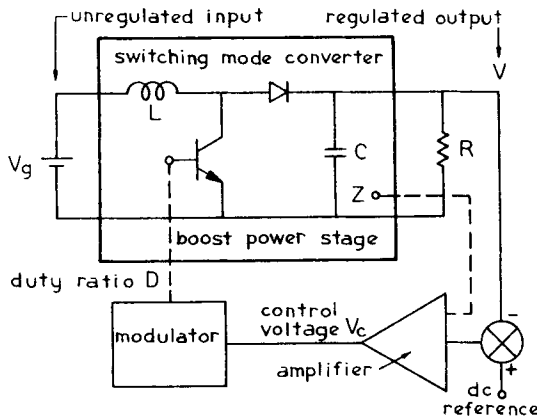 unregulated input
regulated output
V
switching mode converter
L
Vg
C
R
Z
boost power stage
duty ratio D
modulator
control
voltage Vc
amplifier
-
+
dc
reference